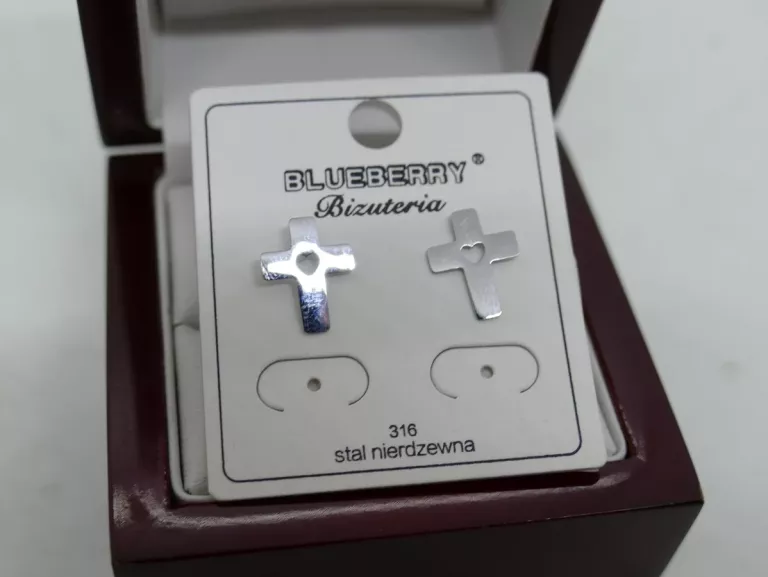 BLUEBERRY®
Bizuteria
316
stal nierdzewna